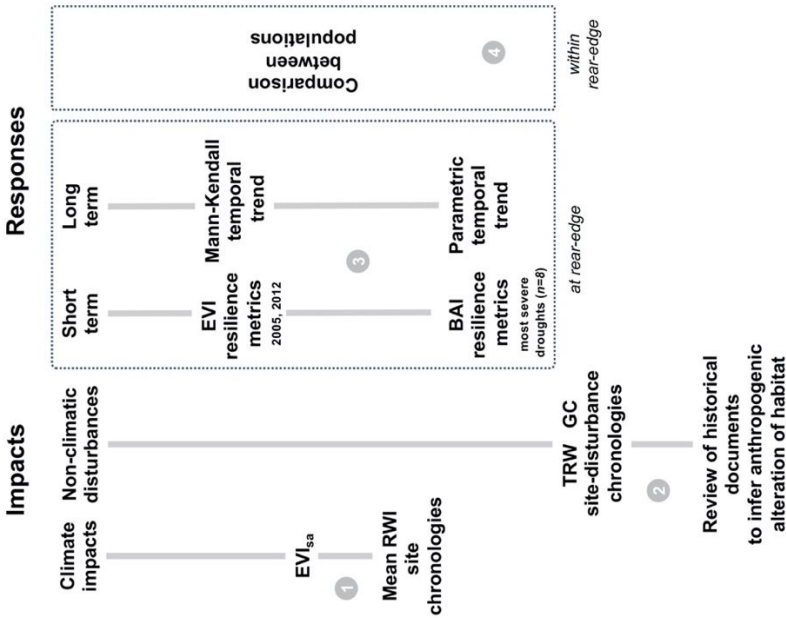 Impacts
Responses
Climate
impacts
Non-climatic
disturbances
Short
term
Long
term
EVIsa
1
Mean RWI
site
chronologies
TRW GC
site-disturbance
chronologies
2
Review of historical
documents
to infer anthropogenic
alteration of habitat
EVI
resilience
metrics
2005, 2012
Mann-Kendall
temporal
trend
3
BAI
resilience
metrics
most severe
droughts (n=8)
Parametric
temporal
trend
at rear-edge
Comparison
between
populations
4
within
rear-edge